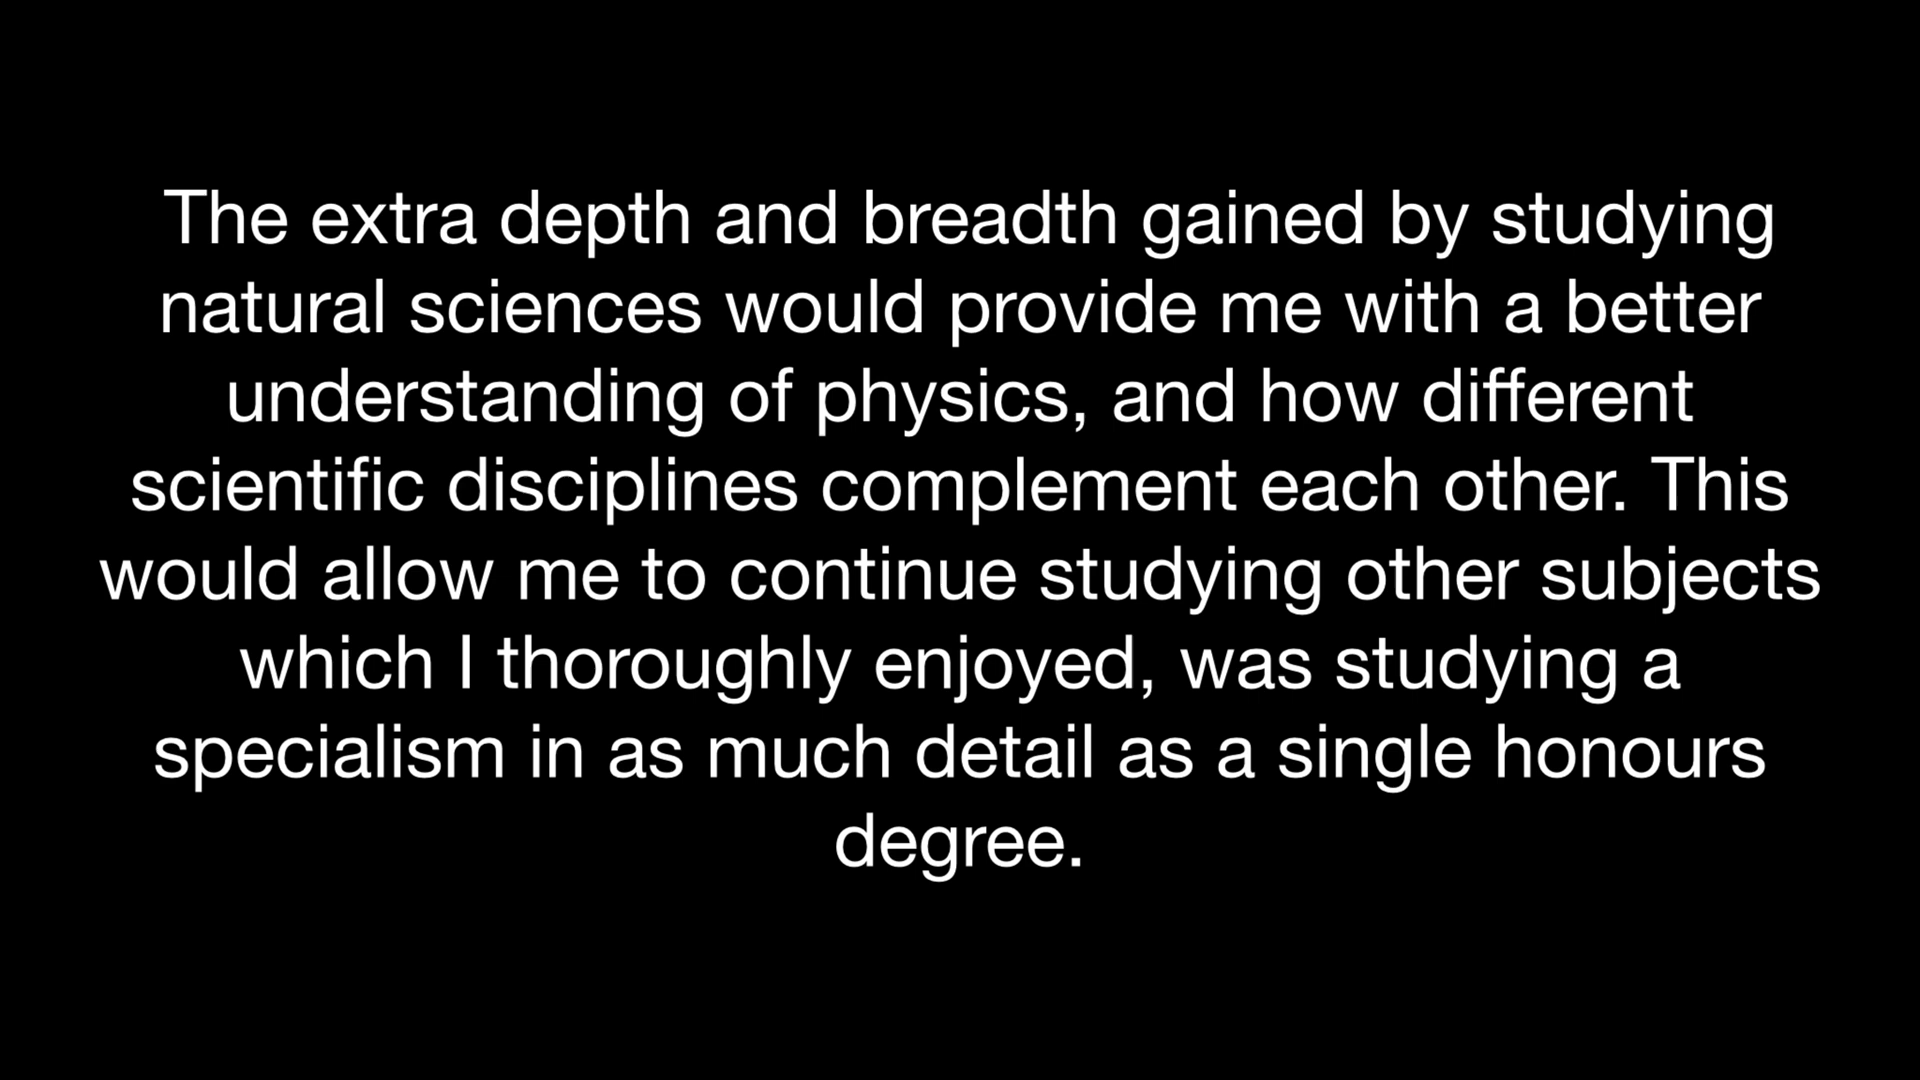 The extra depth and breadth gained by studying
natural sciences would provide me with a better
understanding of physics, and how different
scientific disciplines complement each other. This
would allow me to continue studying other subjects
which I thoroughly enjoyed, was studying a
specialism in as much detail as a single honours
degree.